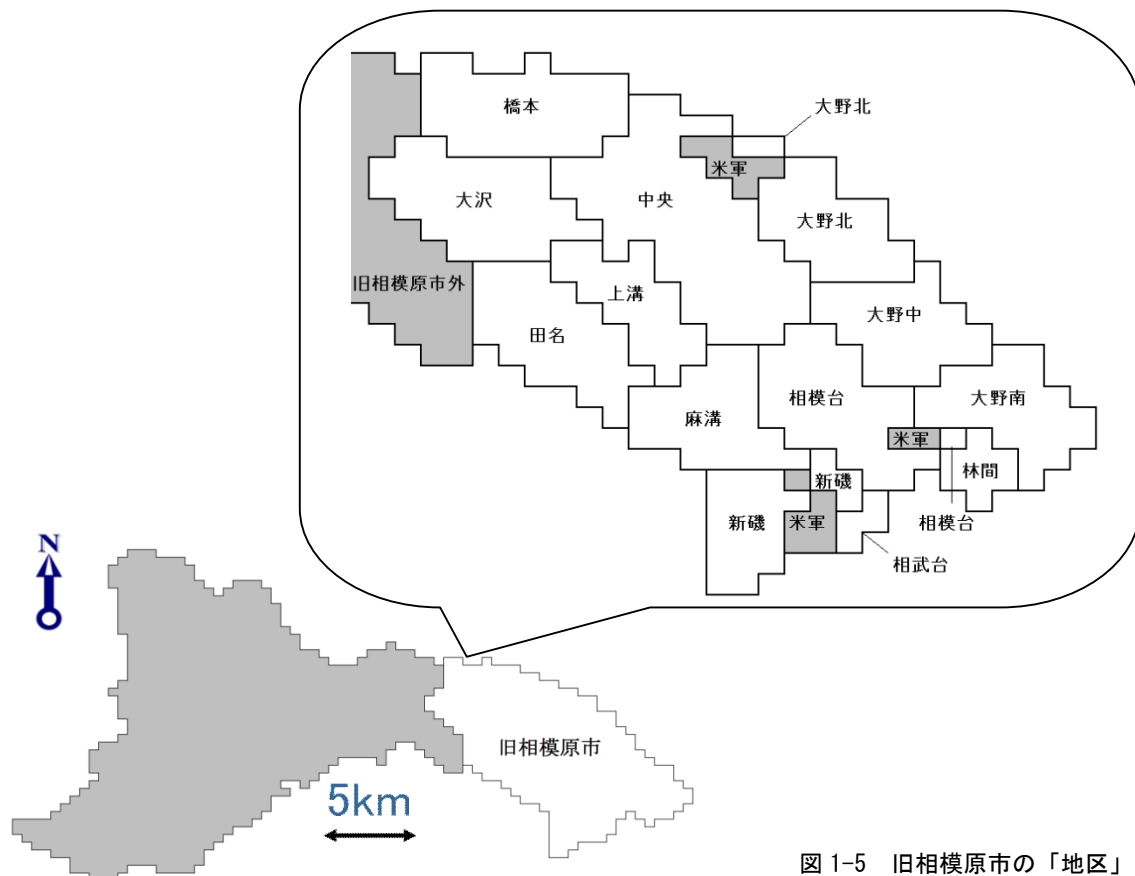 橋本
大野北
米軍
大沢
中央
大野北
旧相模原市外
上溝
大野中
田名
相模台
大野南
麻溝
米軍
林間
新磯
新磯
米軍
相模台
相武台
N
旧相模原市
5km
図 1-5 旧相模原市の「地区」